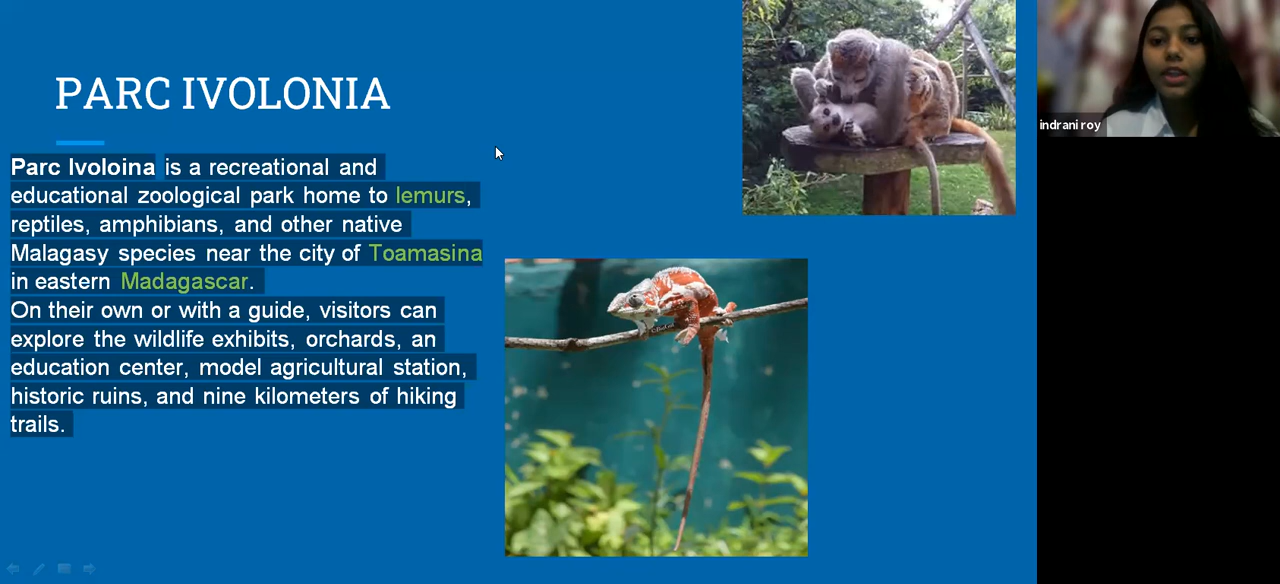 PARC IVOLONIA
Parc Ivoloina is a recreational and
educational zoological park home to lemurs,
reptiles, amphibians, and other native
Malagasy species near the city of Toamasina
in eastern Madagascar.
On their own or with a guide, visitors can
explore the wildlife exhibits, orchards, an
education center, model agricultural station,
historic ruins, and nine kilometers of hiking
trails.
indrani roy